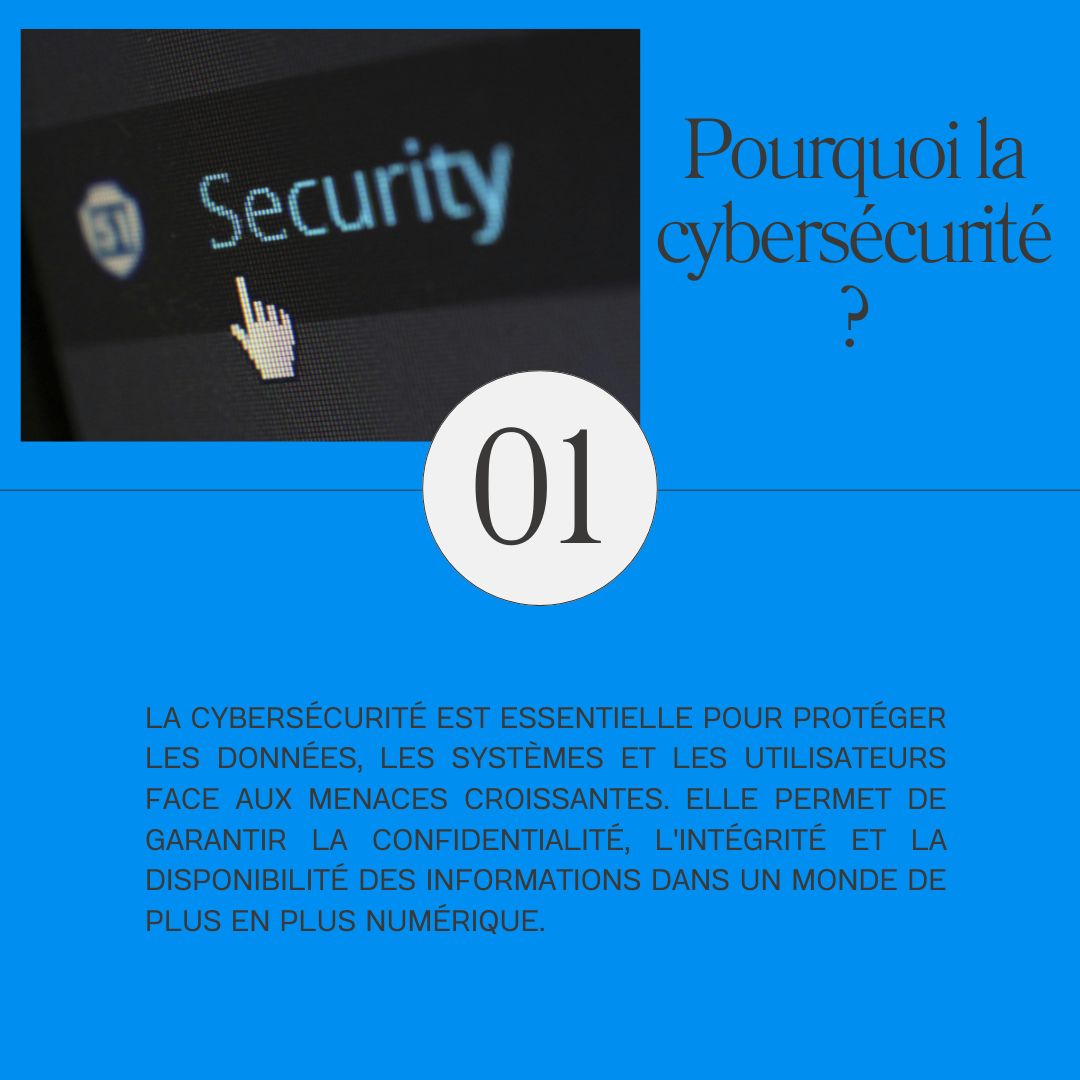 Security
Pourquoi la
cybersécurité
?
01
LA CYBERSÉCURITÉ EST ESSENTIELLE POUR PROTÉGER
LES DONNÉES, LES SYSTÈMES ET LES UTILISATEURS
FACE AUX MENACES CROISSANTES. ELLE PERMET DE
GARANTIR LA CONFIDENTIALITÉ, L'INTÉGRITÉ ET LA
DISPONIBILITÉ DES INFORMATIONS DANS UN MONDE DE
PLUS EN PLUS NUMÉRIQUE.